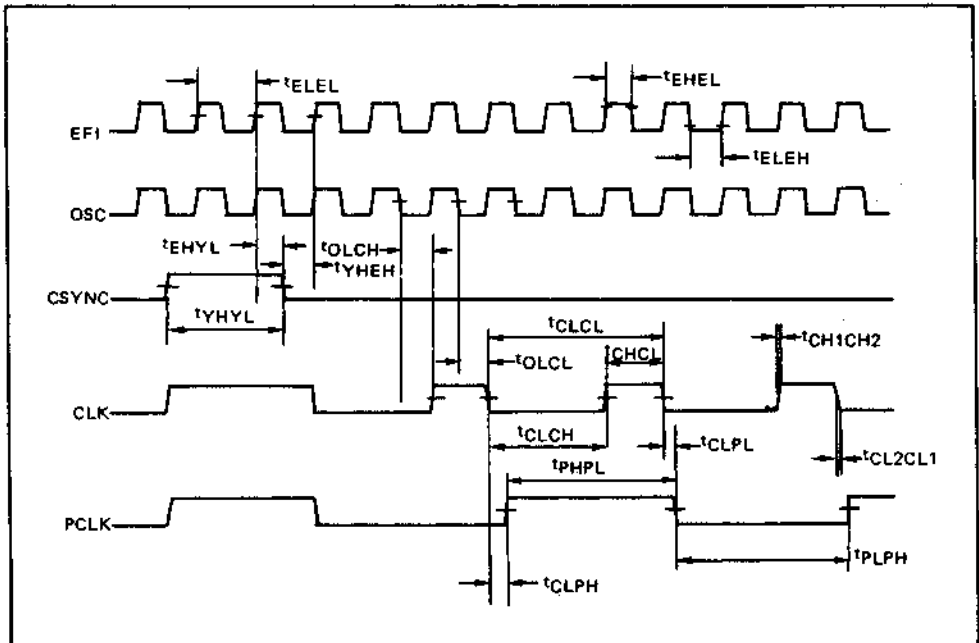 tELEL
tEHEL
EFI
tELEH
OSC
tEHYL
tOLCH
tYHEH
CSYNC
tYHYL
tCLCL
tCH1CH2
tOLCL
tCHCL
CLK
tCLCH
tCLPL
tPHPL
tCL2CL1
PCLK
tPLPH
tCLPH